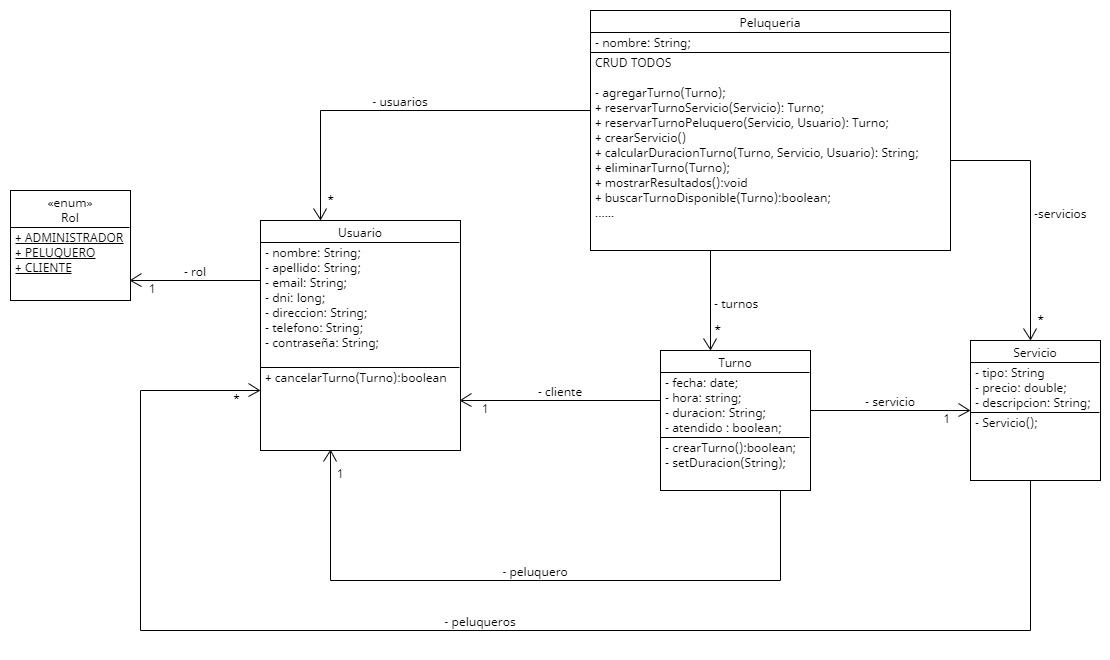 Peluqueria
- nombre: String;
CRUD TODOS
- agregarTurno(Turno);
+ reservarTurnoServicio(Servicio): Turno;
+ reservarTurnoPeluquero(Servicio, Usuario): Turno;
+ crearServicio()
+ calcularDuracionTurno(Turno, Servicio, Usuario): String;
+ eliminarTurno(Turno);
+ mostrarResultados():void
+ buscarTurnoDisponible(Turno):boolean;
......
- usuarios
*
-servicios
*
- turnos
*
«enum»
Rol
+ ADMINISTRADOR
+ PELUQUERO
+ CLIENTE
- rol
1
Usuario
- nombre: String;
- apellido: String;
- email: String;
- dni: long;
- direccion: String;
- telefono: String;
- contraseña: String;
+ cancelarTurno(Turno):boolean
*
- cliente
1
1
Turno
- fecha: date;
- hora: string;
- duracion: String;
- atendido : boolean;
- crearTurno():boolean;
- setDuracion(String);
- servicio
1
Servicio
- tipo: String
- precio: double;
- descripcion: String;
- Servicio();
- peluquero
- peluqueros